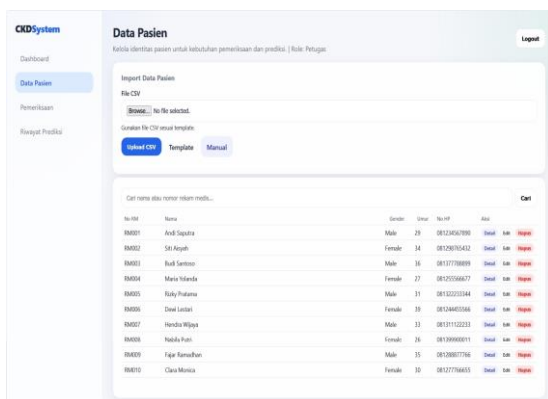 CKDSystem
Dashboard
Data Pasien
Pemeriksaan
Riwayat Prediksi
Data Pasien
Kelola identitas pasien untuk kebutuhan pemeriksaan dan prediksi. | Role: Petugas
Logout
Import Data Pasien
File CSV
Browse... No file selected.
Gunakan file CSV sesuai template.
Upload CSV Template Manual
Cari nama atau nomor rekam medis... Cari
No RM Nama Gender Umur No HP Aksi
RM001 Andi Saputra Male 29 081234567890 Detail Edit Hapus
RM002 Siti Aisyah Female 34 081298765432 Detail Edit Hapus
RM003 Budi Santoso Male 36 081377788899 Detail Edit Hapus
RM004 Maria Yolanda Female 27 081255566677 Detail Edit Hapus
RM005 Rizky Pratama Male 31 081322233344 Detail Edit Hapus
RM006 Dewi Lestari Female 39 081244455566 Detail Edit Hapus
RM007 Hendra Wijaya Male 33 081311122233 Detail Edit Hapus
RM008 Nabila Putri Female 26 081399900011 Detail Edit Hapus
RM009 Fajar Ramadhan Male 35 081288877766 Detail Edit Hapus
RM010 Clara Monica Female 30 081277766655 Detail Edit Hapus